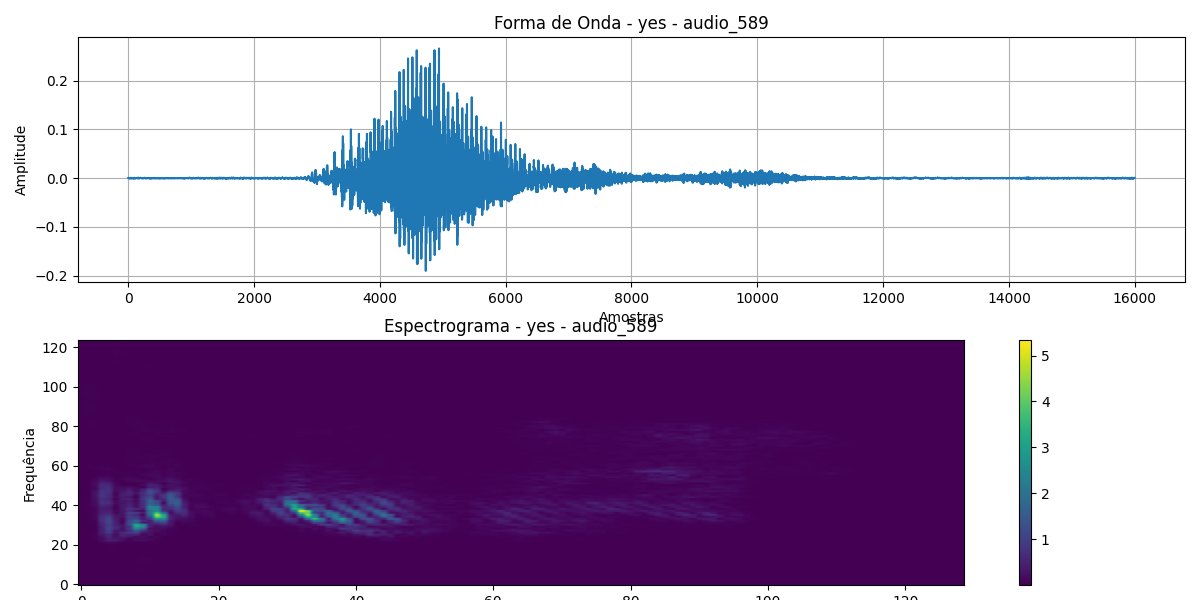 Forma de Onda - yes - audio_589
Amplitude
0.2
0.1
0.0
−0.1
−0.2
0 2000 4000 6000 8000 10000 12000 14000 16000
Amostras
Espectrograma - yes - audio_589
Frequência
120
100
80
60
40
20
0
0 20 40 60 80 100 120
5
4
3
2
1